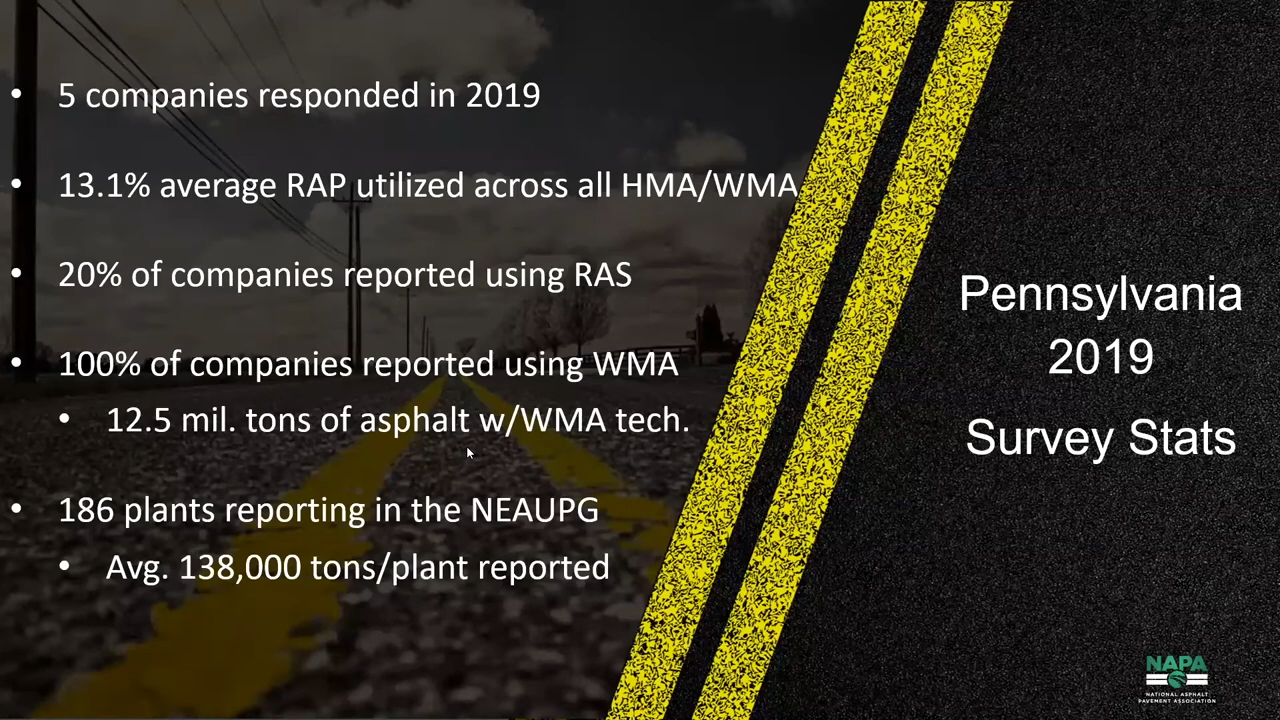 • 5 companies responded in 2019
• 13.1% average RAP utilized across all HMA/WMA
• 20% of companies reported using RAS
• 100% of companies reported using WMA
• 12.5 mil. tons of asphalt w/WMA tech.
• 186 plants reporting in the NEAUPG
• Avg. 138,000 tons/plant reported
Pennsylvania
2019
Survey Stats
NAPA
NATIONAL ASPHALT
PAVEMENT ASSOCIATION